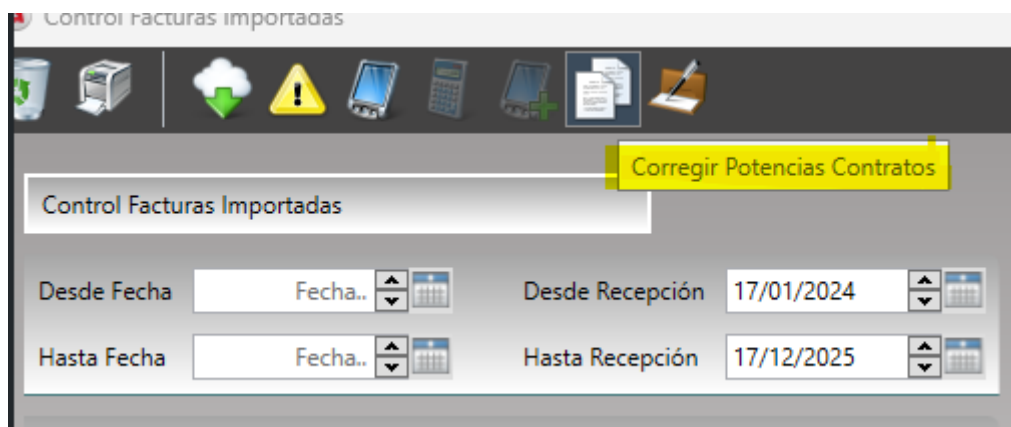 Control Facturas Importadas
Corregir Potencias Contratos
Control Facturas Importadas
Desde Fecha Fecha.. Desde Recepción 17/01/2024
Hasta Fecha Fecha.. Hasta Recepción 17/12/2025